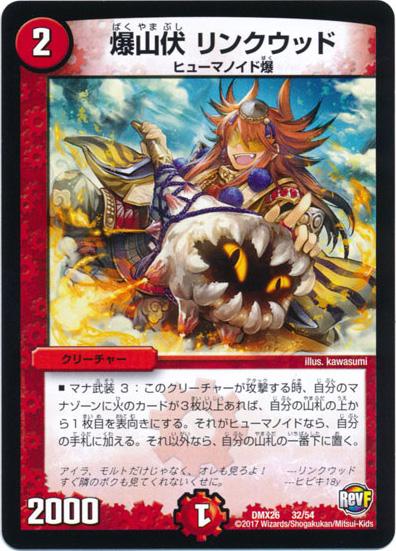 2
爆山伏 リンクウッド
ばくやまぶし
ヒューマノイド爆
ばく
illus. kawasumi
クリーチャー
■ マナ武装 3:このクリーチャーが攻撃する時、自分のマ
ナゾーンに火のカードが3枚以上あれば、自分の山札の上から
1枚目を表向きにする。それがヒューマノイドなら、自分
の手札に加える。それ以外なら、自分の山札の一番下に置く。
アイラ、モルトだけじゃなく、オレも見ろよ! ---リンクウッド
すぐ隣のボクも見てくれないくせに。 ---ヒビキ18y
2000
1
DMX26 32/54
©2017 Wizards/Shogakukan/Mitsui-Kids
RevF